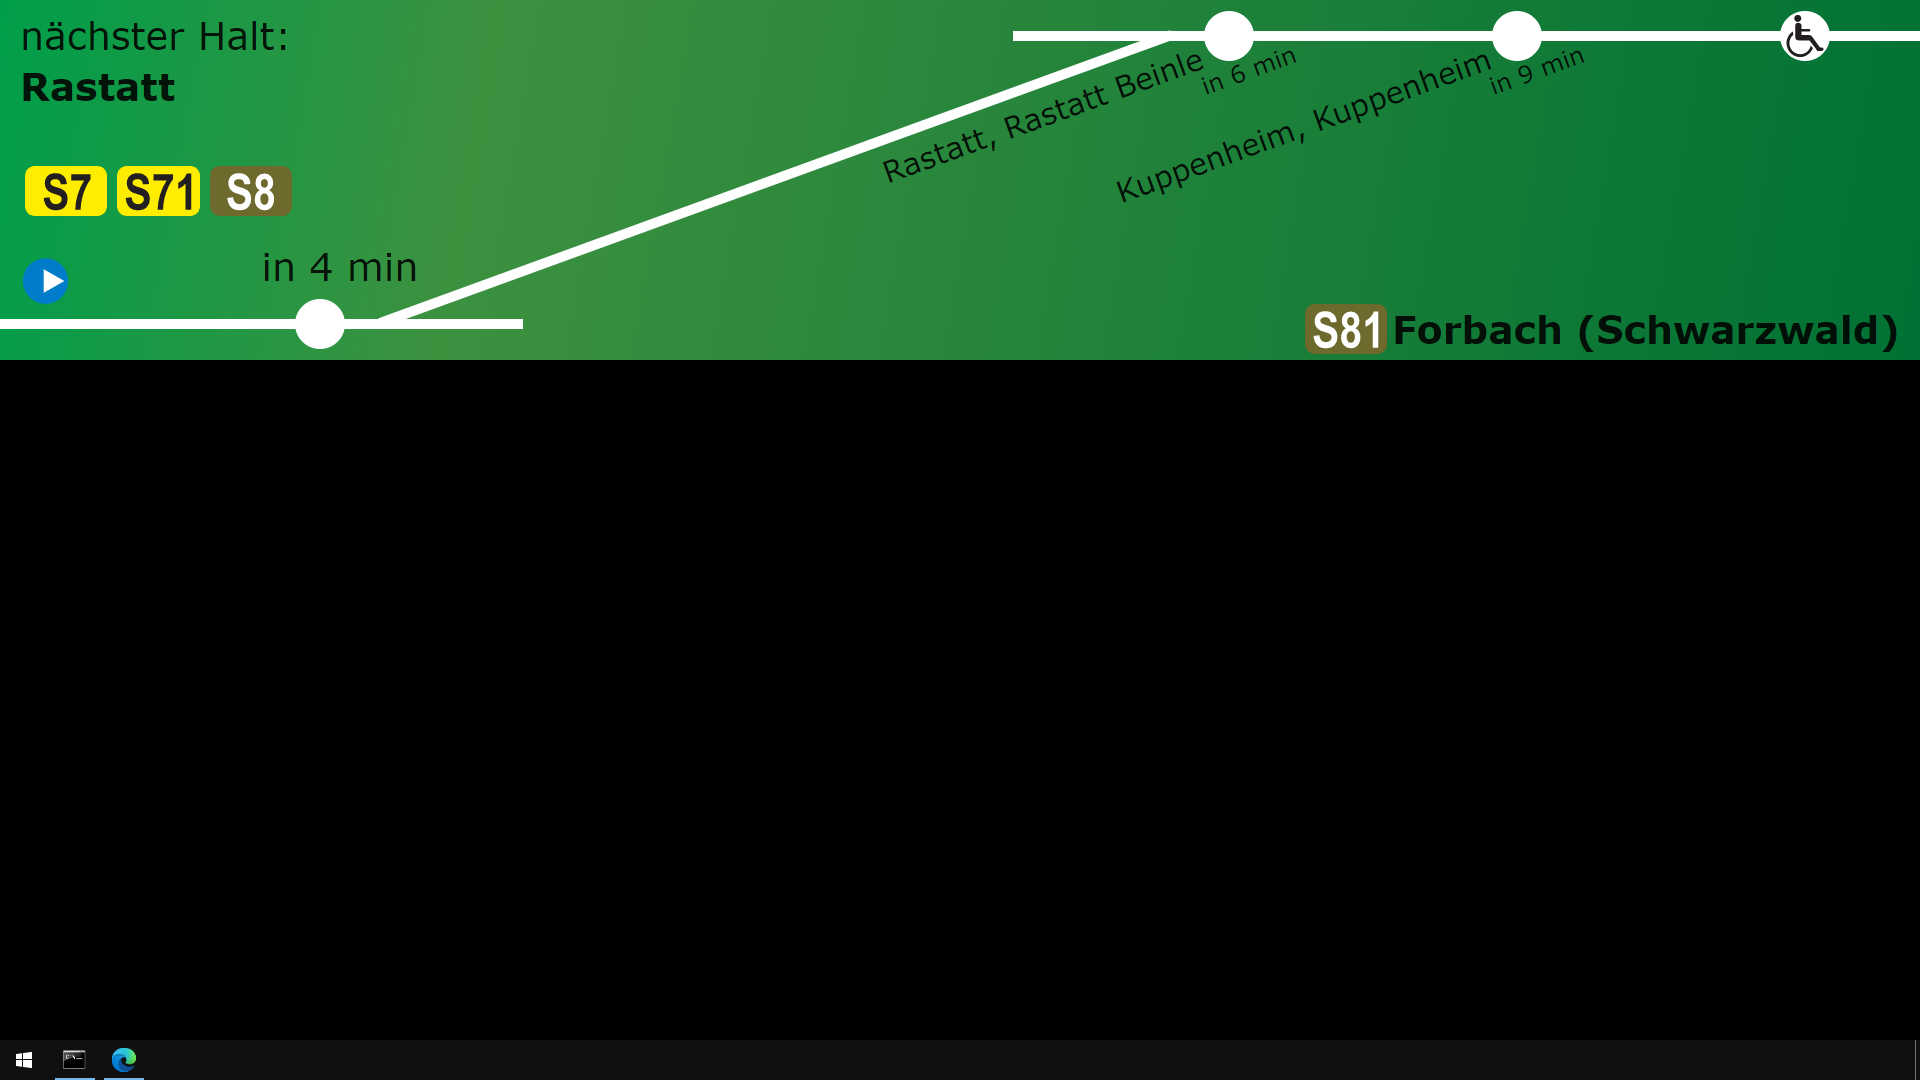 nächster Halt:
Rastatt
S7 S71 S8
in 4 min
Rastatt, Rastatt Beinle
in 6 min
Kuppenheim, Kuppenheim
in 9 min
S81 Forbach (Schwarzwald)